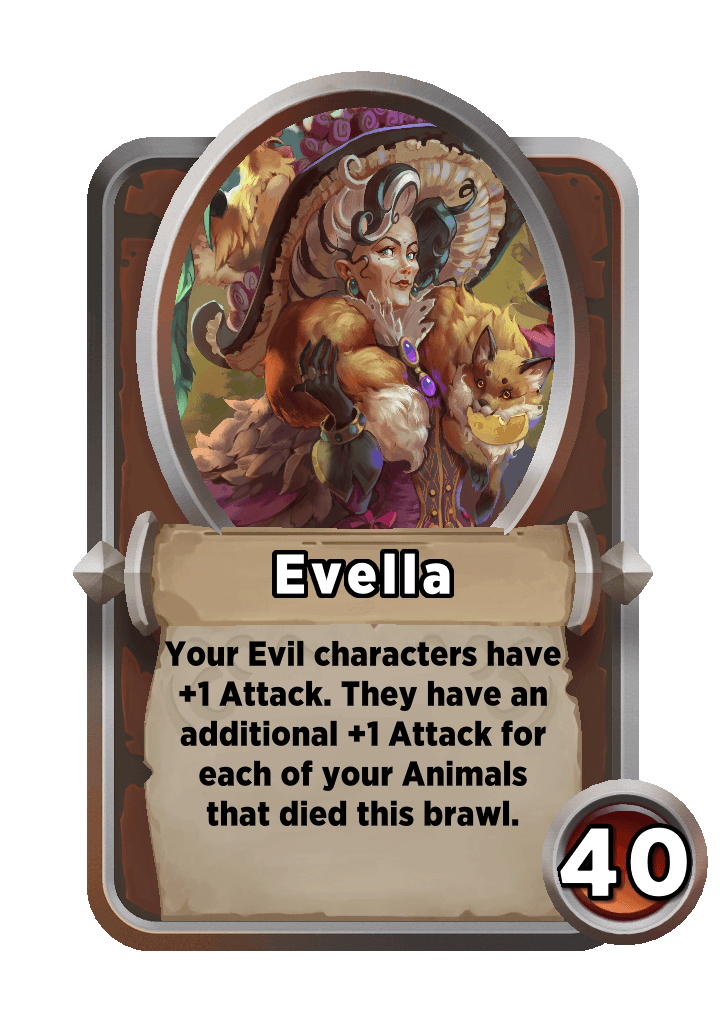 Evella
Your Evil characters have
+1 Attack. They have an
additional +1 Attack for
each of your Animals
that died this brawl.
40